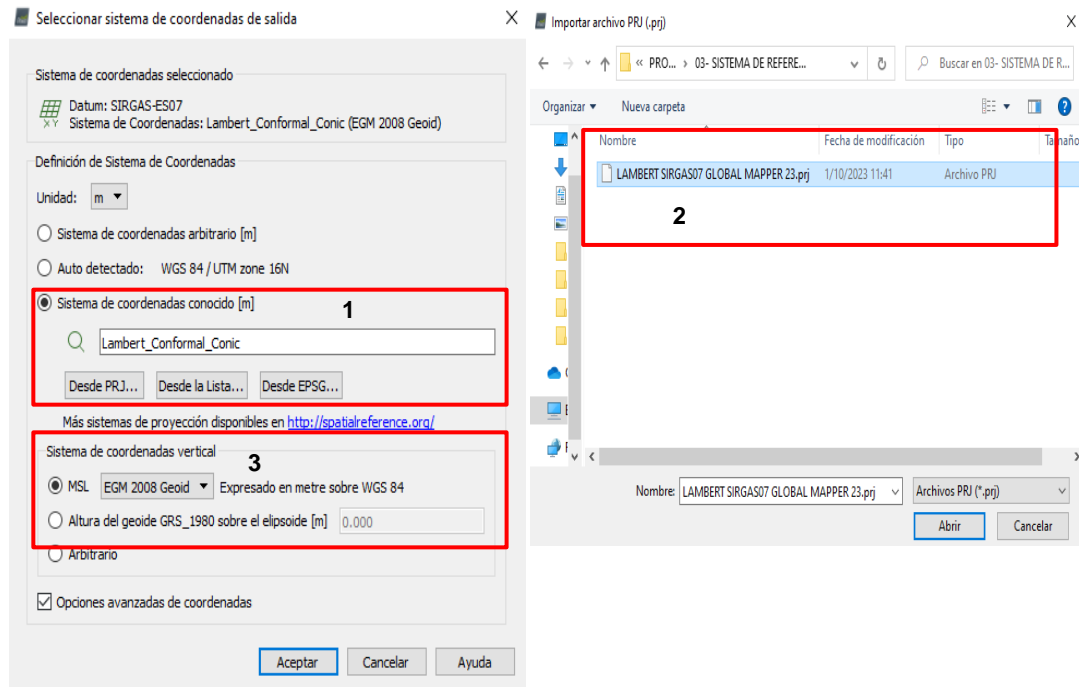 Seleccionar sistema de coordenadas de salida
Sistema de coordenadas seleccionado
Datum: SIRGAS-ES07
Sistema de Coordenadas: Lambert_Conformal_Conic (EGM 2008 Geoid)
Definición de Sistema de Coordenadas
Unidad: m
Sistema de coordenadas arbitrario [m]
Auto detectado: WGS 84 / UTM zone 16N
Sistema de coordenadas conocido [m]
1
Lambert_Conformal_Conic
Desde PRJ... Desde la Lista... Desde EPSG...
Más sistemas de proyección disponibles en http://spatialreference.org/
Sistema de coordenadas vertical
3
MSL EGM 2008 Geoid Expresado en metre sobre WGS 84
Altura del geoide GRS_1980 sobre el elipsoide [m] 0.000
Arbitrario
Opciones avanzadas de coordenadas
Aceptar Cancelar Ayuda
Importar archivo PRJ (.prj)
« PRO... › 03- SISTEMA DE REFERE...
Buscar en 03- SISTEMA DE R...
Organizar Nueva carpeta
Nombre Fecha de modificación Tipo Tamaño
LAMBERT SIRGAS07 GLOBAL MAPPER 23.prj 1/10/2023 11:41 Archivo PRJ
2
Nombre: LAMBERT SIRGAS07 GLOBAL MAPPER 23.prj Archivos PRJ (*.prj)
Abrir Cancelar